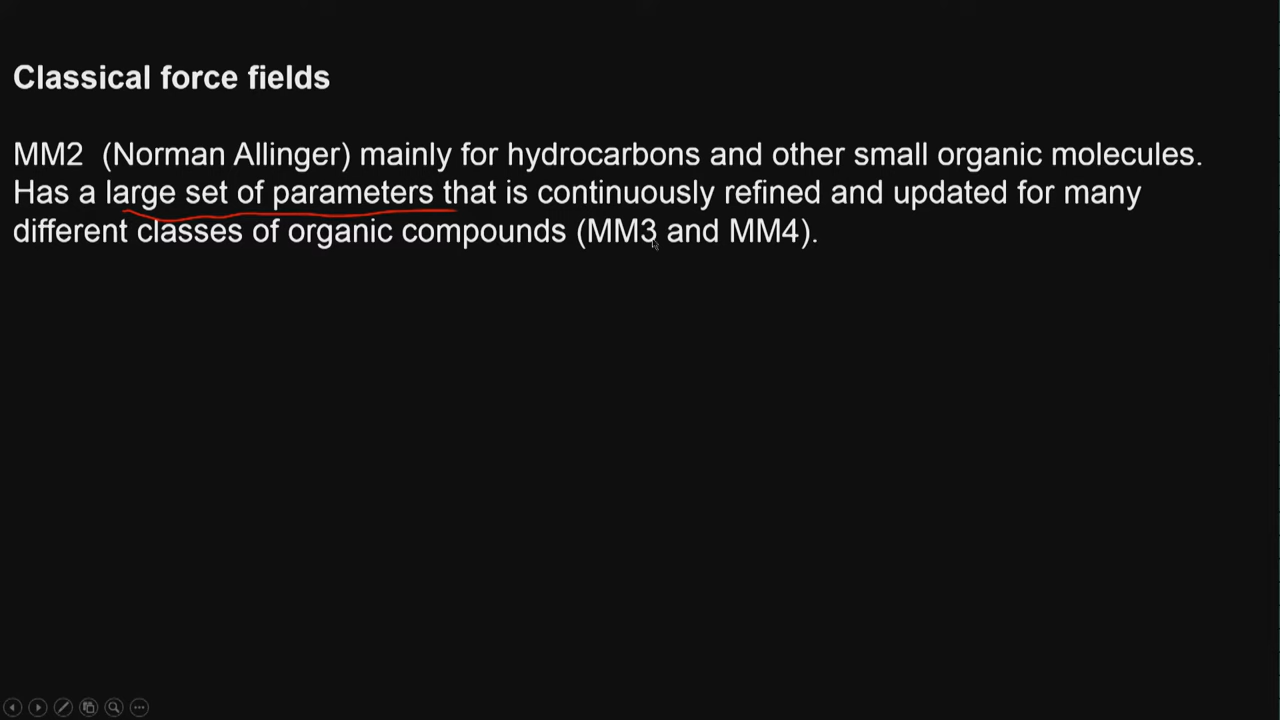 Classical force fields
MM2 (Norman Allinger) mainly for hydrocarbons and other small organic molecules.
Has a large set of parameters that is continuously refined and updated for many
different classes of organic compounds (MM3 and MM4).